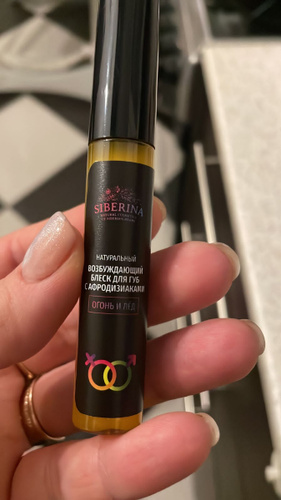 SIBERINA
НАТУРАЛЬНЫЙ
ВОЗБУЖДАЮЩИЙ
БЛЕСК ДЛЯ ГУБ
С АФРОДИЗИАКАМИ
ОГОНЬ И ЛЁД